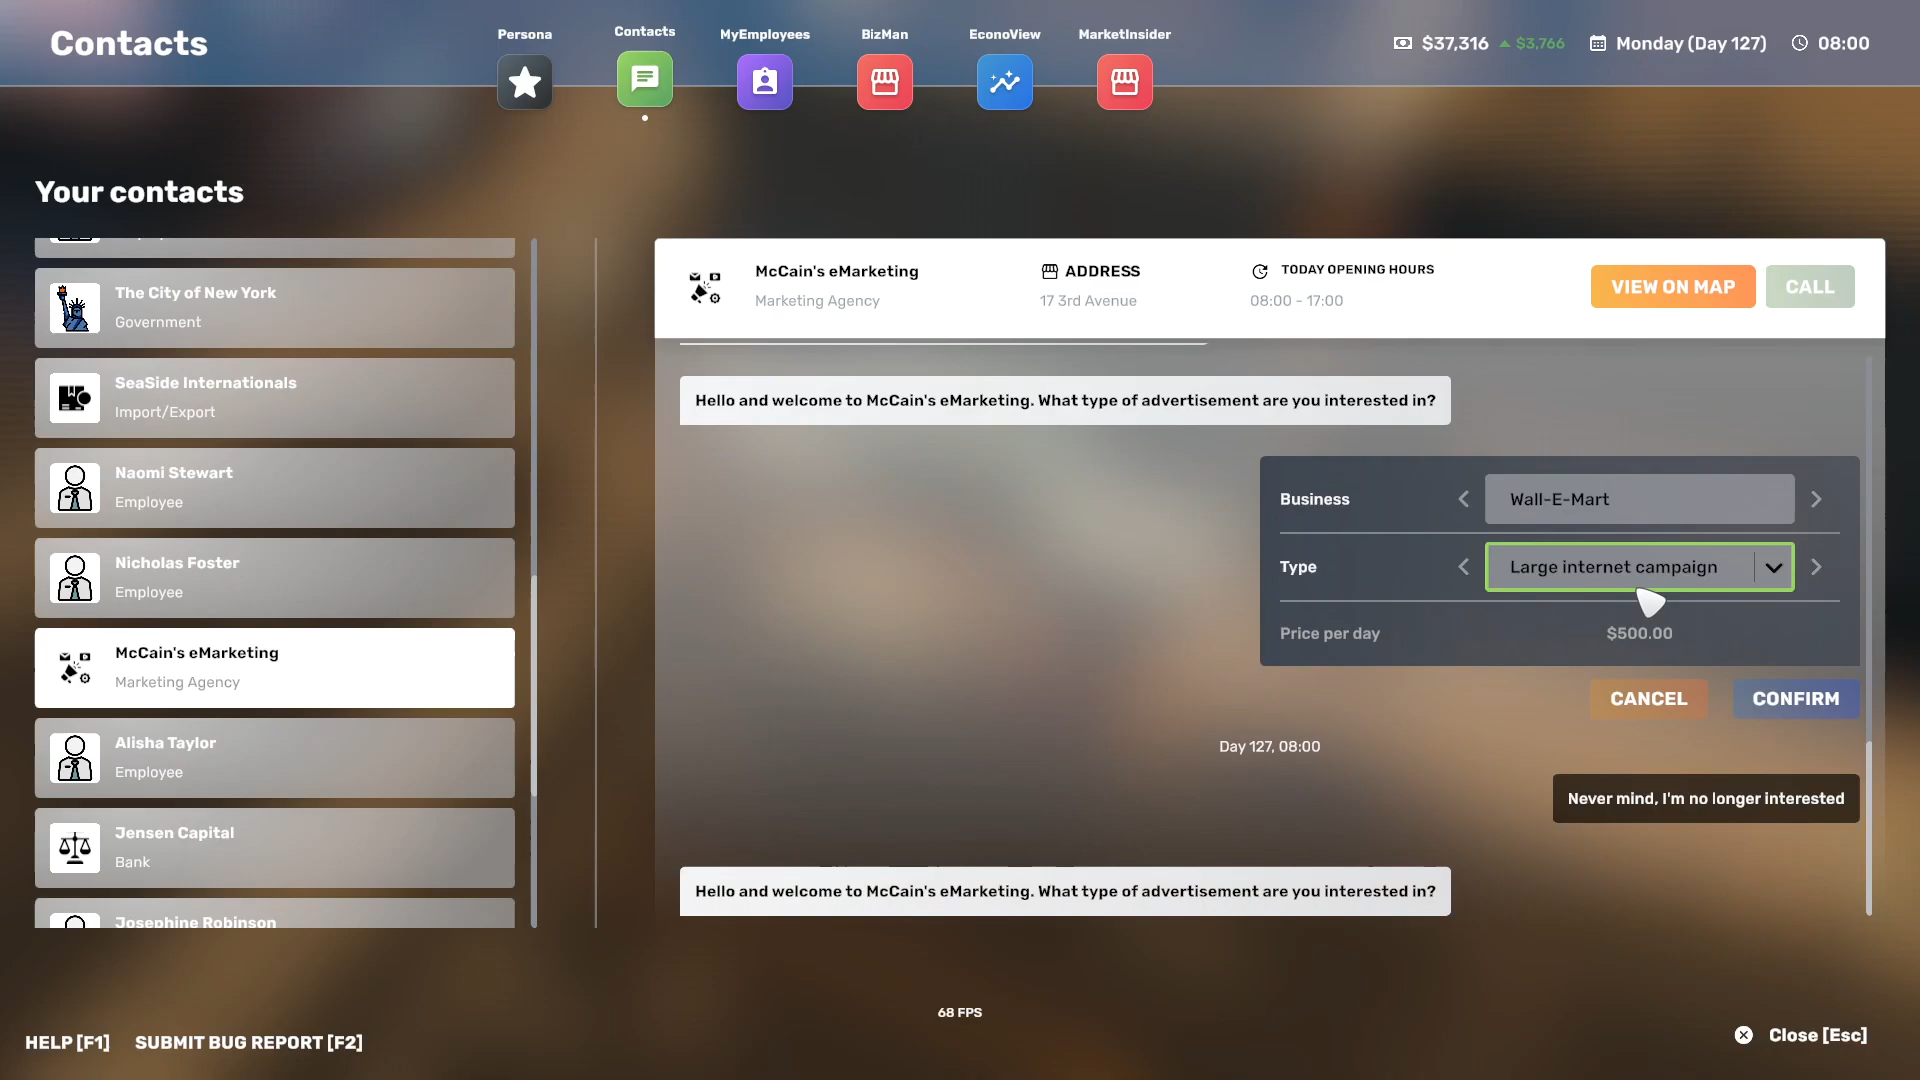 Contacts
Persona
Contacts
MyEmployees
BizMan
EconoView
MarketInsider
$37,316
$3,766
Monday (Day 127)
08:00
Your contacts
The City of New York
Government
SeaSide Internationals
Import/Export
Naomi Stewart
Employee
Nicholas Foster
Employee
McCain's eMarketing
Marketing Agency
Alisha Taylor
Employee
Jensen Capital
Bank
Josephine Robinson
McCain's eMarketing
Marketing Agency
ADDRESS
17 3rd Avenue
TODAY OPENING HOURS
08:00 - 17:00
VIEW ON MAP
CALL
Hello and welcome to McCain's eMarketing. What type of advertisement are you interested in?
Business
Wall-E-Mart
Type
Large internet campaign
Price per day
$500.00
CANCEL
CONFIRM
Day 127, 08:00
Never mind, I'm no longer interested
Hello and welcome to McCain's eMarketing. What type of advertisement are you interested in?
68 FPS
HELP [F1]
SUBMIT BUG REPORT [F2]
Close [Esc]